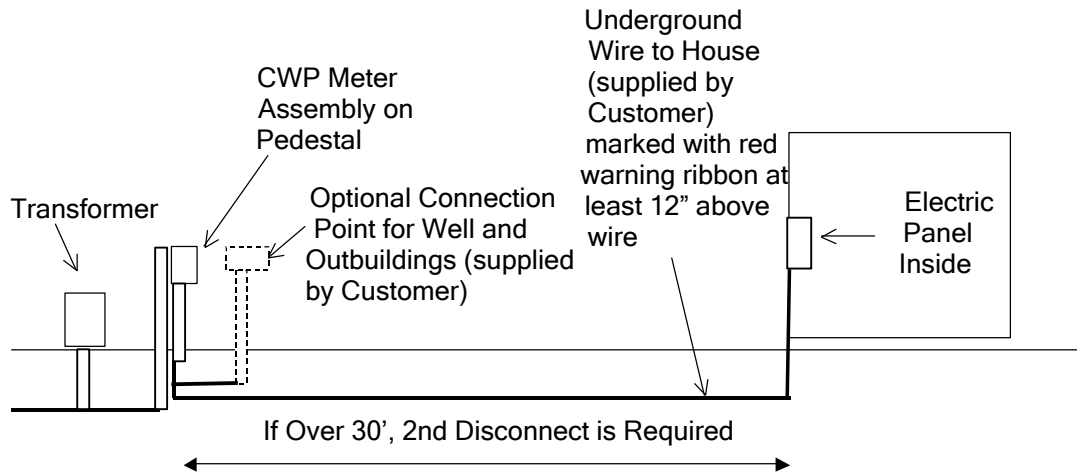 Underground
Wire to House
(supplied by
Customer)
marked with red
warning ribbon at
least 12” above
wire
CWP Meter
Assembly on
Pedestal
Transformer
Optional Connection
Point for Well and
Outbuildings (supplied
by Customer)
Electric
Panel
Inside
If Over 30’, 2nd Disconnect is Required